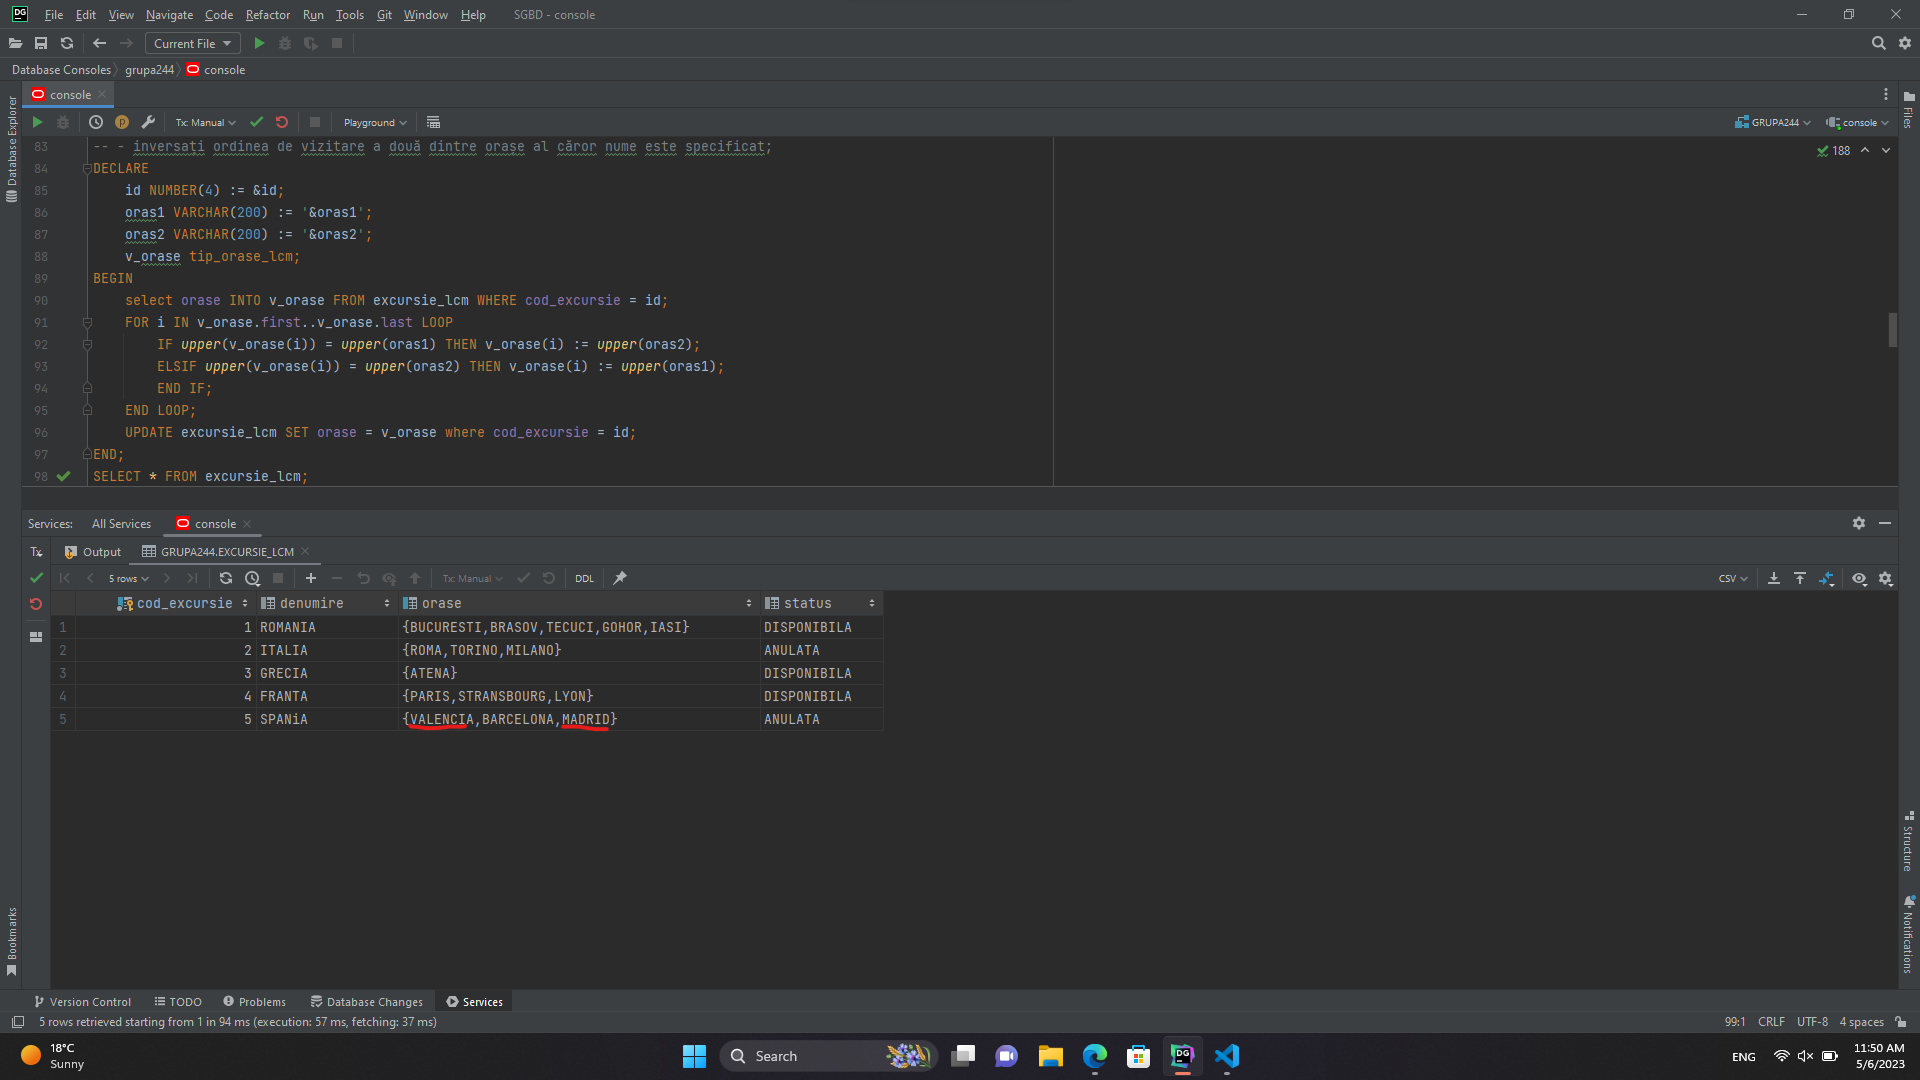 DG File Edit View Navigate Code Refactor Run Tools Git Window Help SGBD - console
Current File
Database Consoles grupa244 console
console
Tx: Manual Playground GRUPA244 console
188
83 -- - inversați ordinea de vizitare a două dintre orașe al căror nume este specificat;
84 DECLARE
85 id NUMBER(4) := &id;
86 oras1 VARCHAR(200) := '&oras1';
87 oras2 VARCHAR(200) := '&oras2';
88 v_orase tip_orase_lcm;
89 BEGIN
90 select orase INTO v_orase FROM excursie_lcm WHERE cod_excursie = id;
91 FOR i IN v_orase.first..v_orase.last LOOP
92 IF upper(v_orase(i)) = upper(oras1) THEN v_orase(i) := upper(oras2);
93 ELSIF upper(v_orase(i)) = upper(oras2) THEN v_orase(i) := upper(oras1);
94 END IF;
95 END LOOP;
96 UPDATE excursie_lcm SET orase = v_orase where cod_excursie = id;
97 END;
98 SELECT * FROM excursie_lcm;
Database Explorer
Files
Services: All Services console
Tx Output GRUPA244.EXCURSIE_LCM
5 rows Tx: Manual DDL CSV
cod_excursie denumire orase status
1 1 ROMANIA {BUCURESTI,BRASOV,TECUCI,GOHOR,IASI} DISPONIBILA
2 2 ITALIA {ROMA,TORINO,MILANO} ANULATA
3 3 GRECIA {ATENA} DISPONIBILA
4 4 FRANTA {PARIS,STRANSBOURG,LYON} DISPONIBILA
5 5 SPANiA {VALENCIA,BARCELONA,MADRID} ANULATA
Structure
Bookmarks
Notifications
Version Control TODO Problems Database Changes Services
5 rows retrieved starting from 1 in 94 ms (execution: 57 ms, fetching: 37 ms) 99:1 CRLF UTF-8 4 spaces
18°C
Sunny
Search
DG
ENG
11:50 AM
5/6/2023